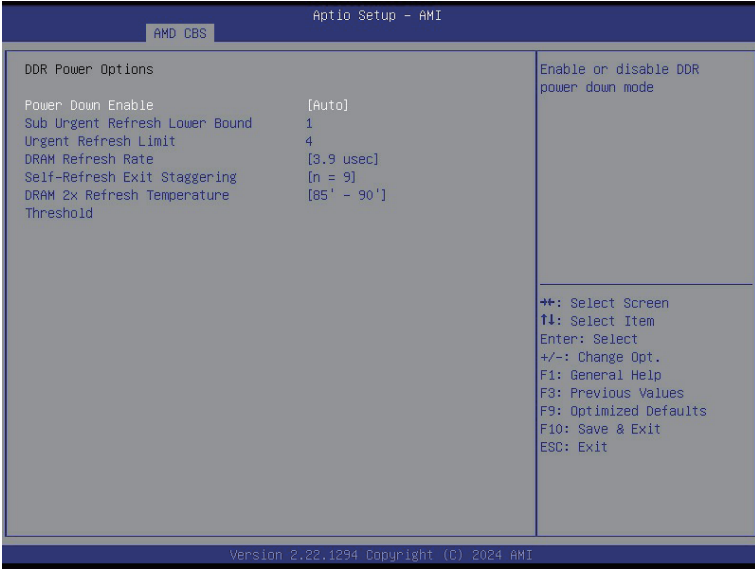 Aptio Setup - AMI
AMD CBS
DDR Power Options
Power Down Enable [Auto]
Sub Urgent Refresh Lower Bound 1
Urgent Refresh Limit 4
DRAM Refresh Rate [3.9 usec]
Self-Refresh Exit Staggering [n = 9]
DRAM 2x Refresh Temperature [85' - 90']
Threshold
Enable or disable DDR
power down mode
→←: Select Screen
↑↓: Select Item
Enter: Select
+/-: Change Opt.
F1: General Help
F3: Previous Values
F9: Optimized Defaults
F10: Save & Exit
ESC: Exit
Version 2.22.1294 Copyright (C) 2024 AMI